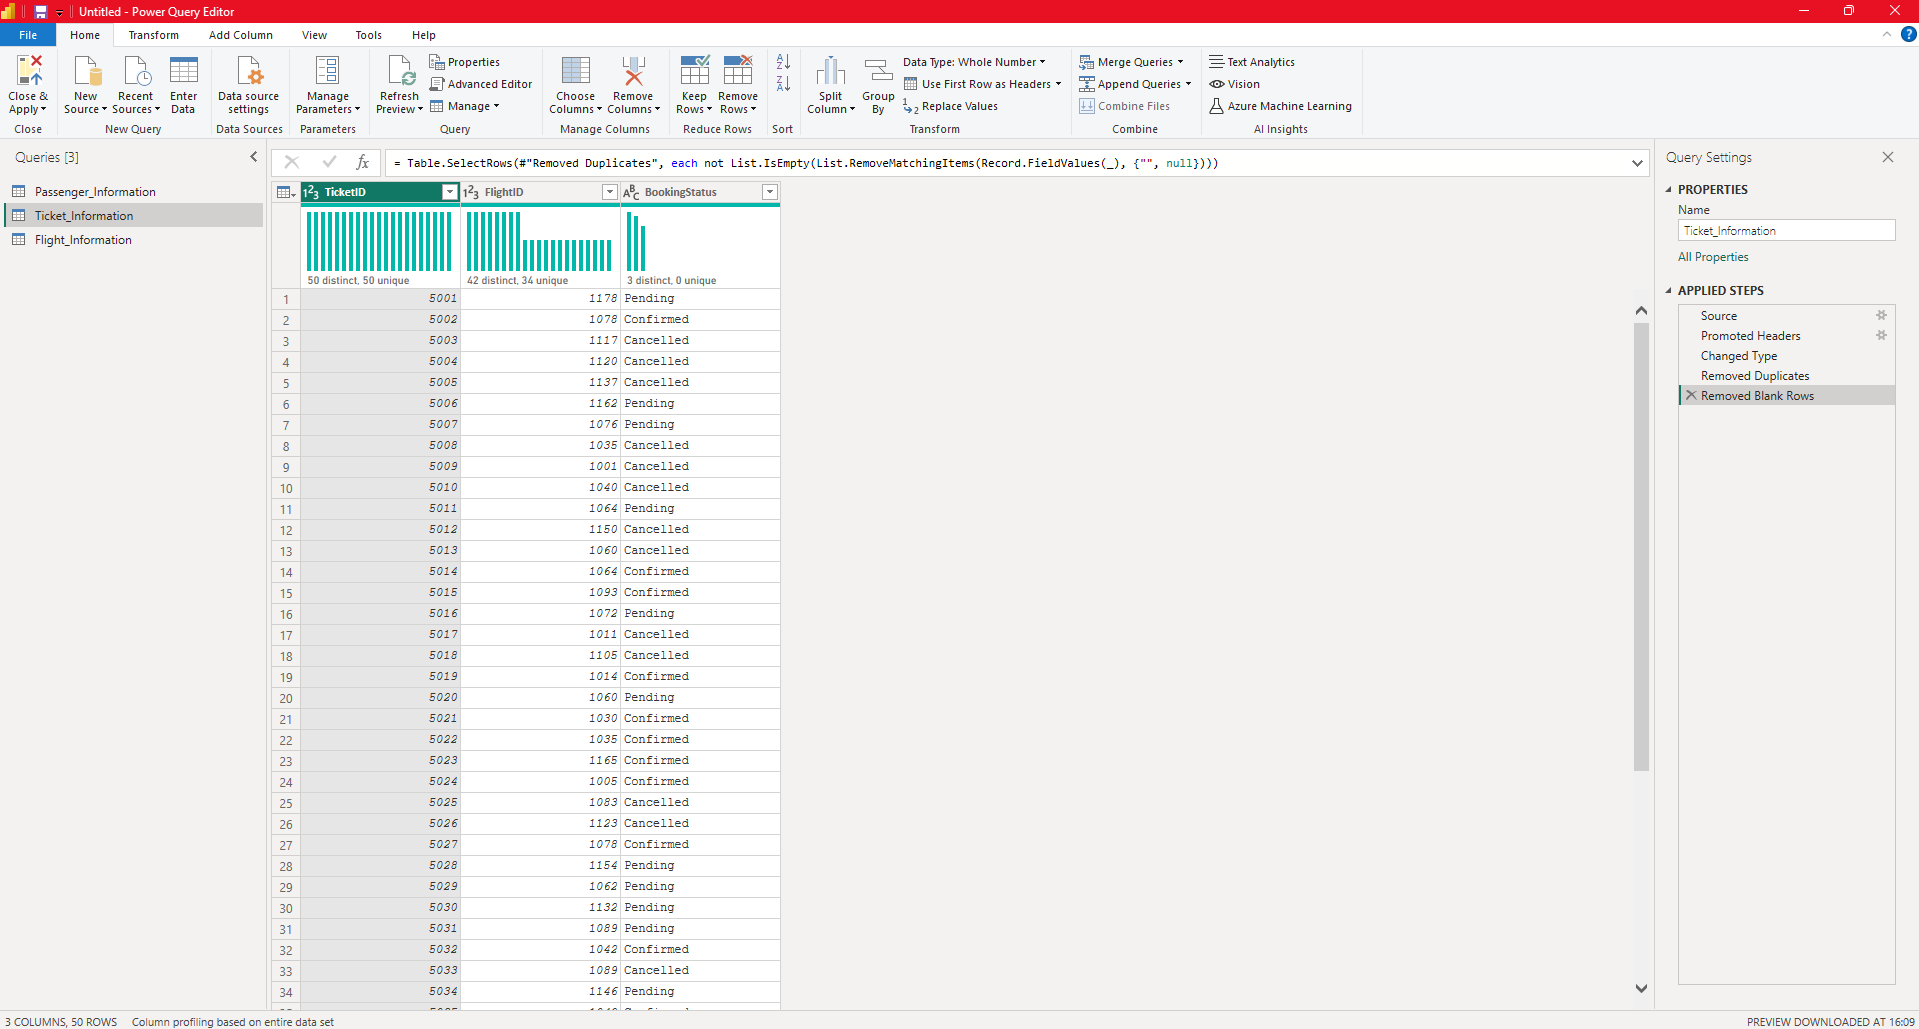 Untitled - Power Query Editor
File Home Transform Add Column View Tools Help
Close & Apply
New Source
Recent Sources
Enter Data
Data source settings
Manage Parameters
Refresh Preview
Properties
Advanced Editor
Manage
Choose Columns
Remove Columns
Keep Rows
Remove Rows
Split Column
Group By
Data Type: Whole Number
Use First Row as Headers
Replace Values
Merge Queries
Append Queries
Combine Files
Text Analytics
Vision
Azure Machine Learning
Close New Query Data Sources Parameters Query Manage Columns Reduce Rows Sort Transform Combine AI Insights
Queries [3]
Passenger_Information
Ticket_Information
Flight_Information
fx = Table.SelectRows(#"Removed Duplicates", each not List.IsEmpty(List.RemoveMatchingItems(Record.FieldValues(_), {"", null})))
TicketID FlightID BookingStatus
50 distinct, 50 unique 42 distinct, 34 unique 3 distinct, 0 unique
1 5001 1178 Pending
2 5002 1078 Confirmed
3 5003 1117 Cancelled
4 5004 1120 Cancelled
5 5005 1137 Cancelled
6 5006 1162 Pending
7 5007 1076 Pending
8 5008 1035 Cancelled
9 5009 1001 Cancelled
10 5010 1040 Cancelled
11 5011 1064 Pending
12 5012 1150 Cancelled
13 5013 1060 Cancelled
14 5014 1064 Confirmed
15 5015 1093 Confirmed
16 5016 1072 Pending
17 5017 1011 Cancelled
18 5018 1105 Cancelled
19 5019 1014 Confirmed
20 5020 1060 Pending
21 5021 1030 Confirmed
22 5022 1035 Confirmed
23 5023 1165 Confirmed
24 5024 1005 Confirmed
25 5025 1083 Cancelled
26 5026 1123 Cancelled
27 5027 1078 Confirmed
28 5028 1154 Pending
29 5029 1062 Pending
30 5030 1132 Pending
31 5031 1089 Pending
32 5032 1042 Confirmed
33 5033 1089 Cancelled
34 5034 1146 Pending
Query Settings
PROPERTIES
Name
Ticket_Information
All Properties
APPLIED STEPS
Source
Promoted Headers
Changed Type
Removed Duplicates
Removed Blank Rows
3 COLUMNS, 50 ROWS Column profiling based on entire data set
PREVIEW DOWNLOADED AT 16:09